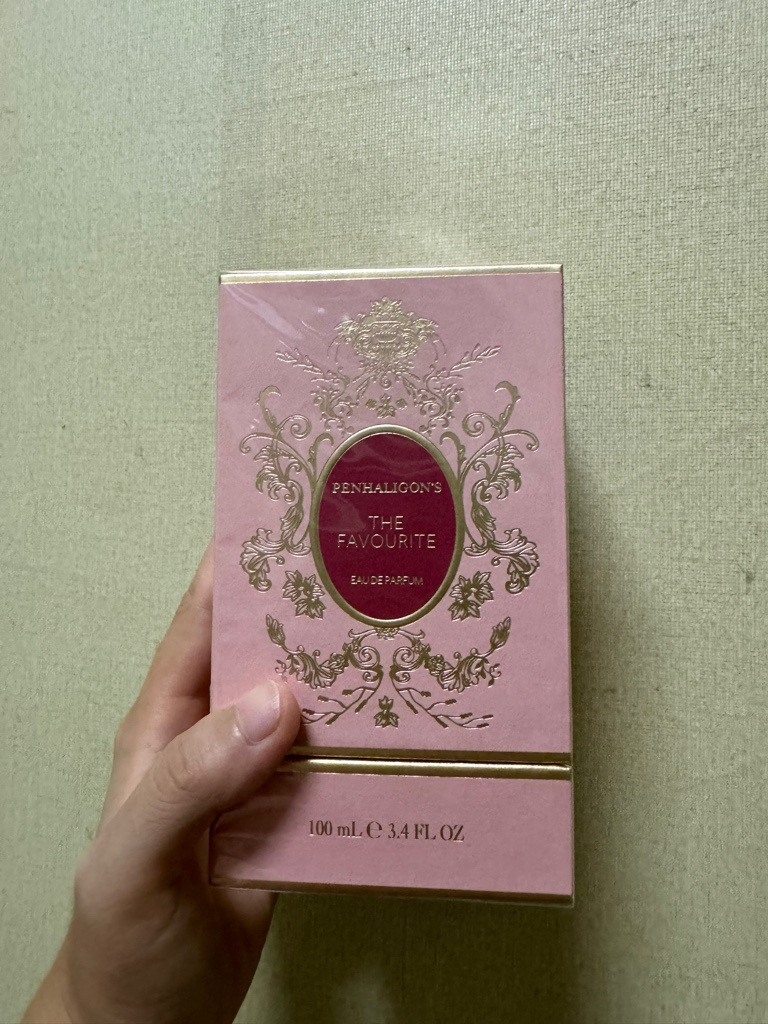 PENHALIGON'S
THE
FAVOURITE
EAU DE PARFUM
100 mL ℮ 3.4 FL OZ